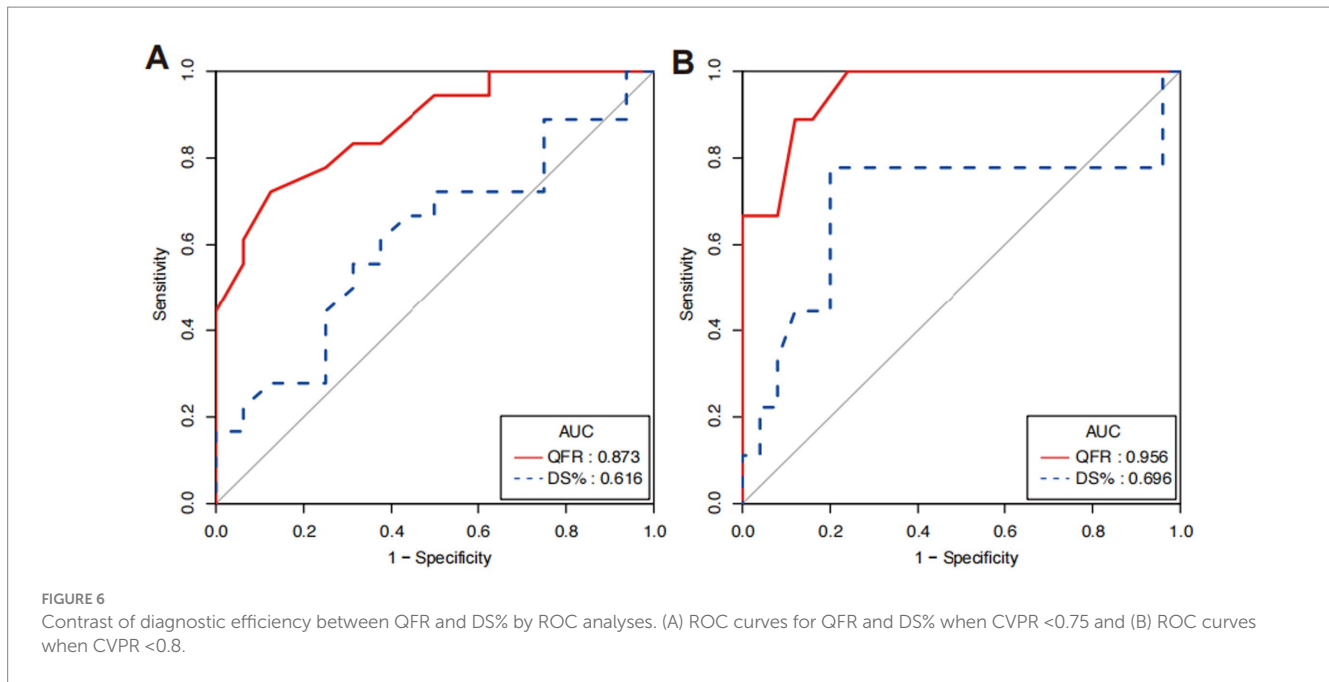 A
1.0
0.8
0.6
0.4
0.2
0.0
Sensitivity
0.0 0.2 0.4 0.6 0.8 1.0
1 − Specificity
AUC
QFR : 0.873
DS% : 0.616
B
1.0
0.8
0.6
0.4
0.2
0.0
Sensitivity
0.0 0.2 0.4 0.6 0.8 1.0
1 − Specificity
AUC
QFR : 0.956
DS% : 0.696
FIGURE 6
Contrast of diagnostic efficiency between QFR and DS% by ROC analyses. (A) ROC curves for QFR and DS% when CVPR <0.75 and (B) ROC curves
when CVPR <0.8.